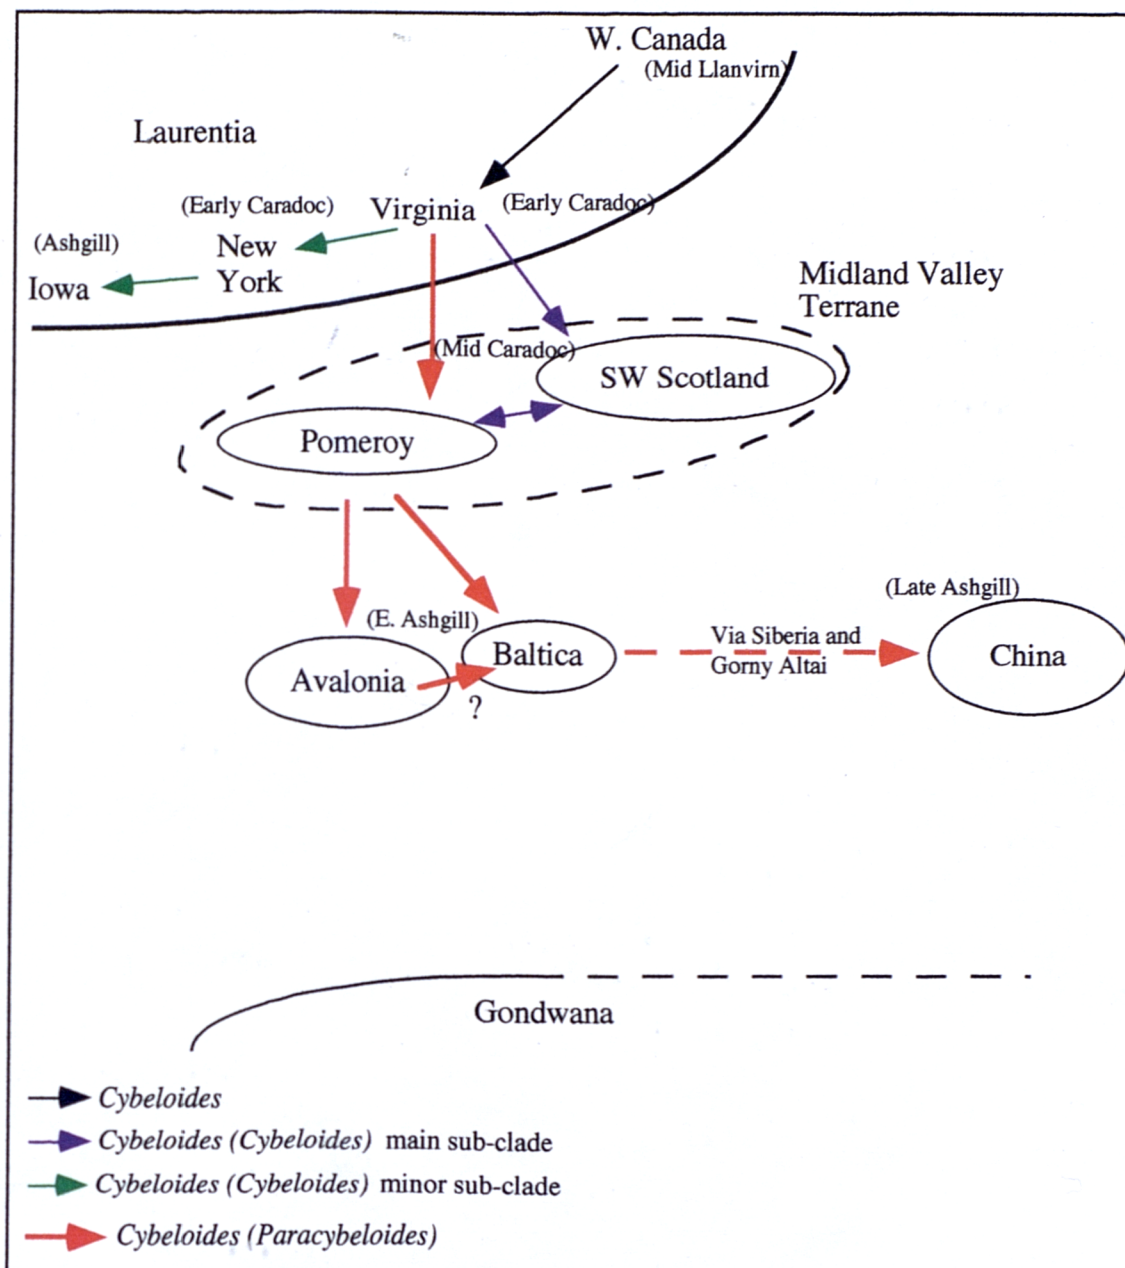 W. Canada
(Mid Llanvirn)
Laurentia
(Early Caradoc)
Virginia
(Early Caradoc)
(Ashgill)
New
York
Iowa
Midland Valley
Terrane
(Mid Caradoc)
SW Scotland
Pomeroy
(Late Ashgill)
(E. Ashgill)
Baltica
Via Siberia and
Gorny Altai
China
Avalonia
?
Gondwana
Cybeloides
Cybeloides (Cybeloides) main sub-clade
Cybeloides (Cybeloides) minor sub-clade
Cybeloides (Paracybeloides)